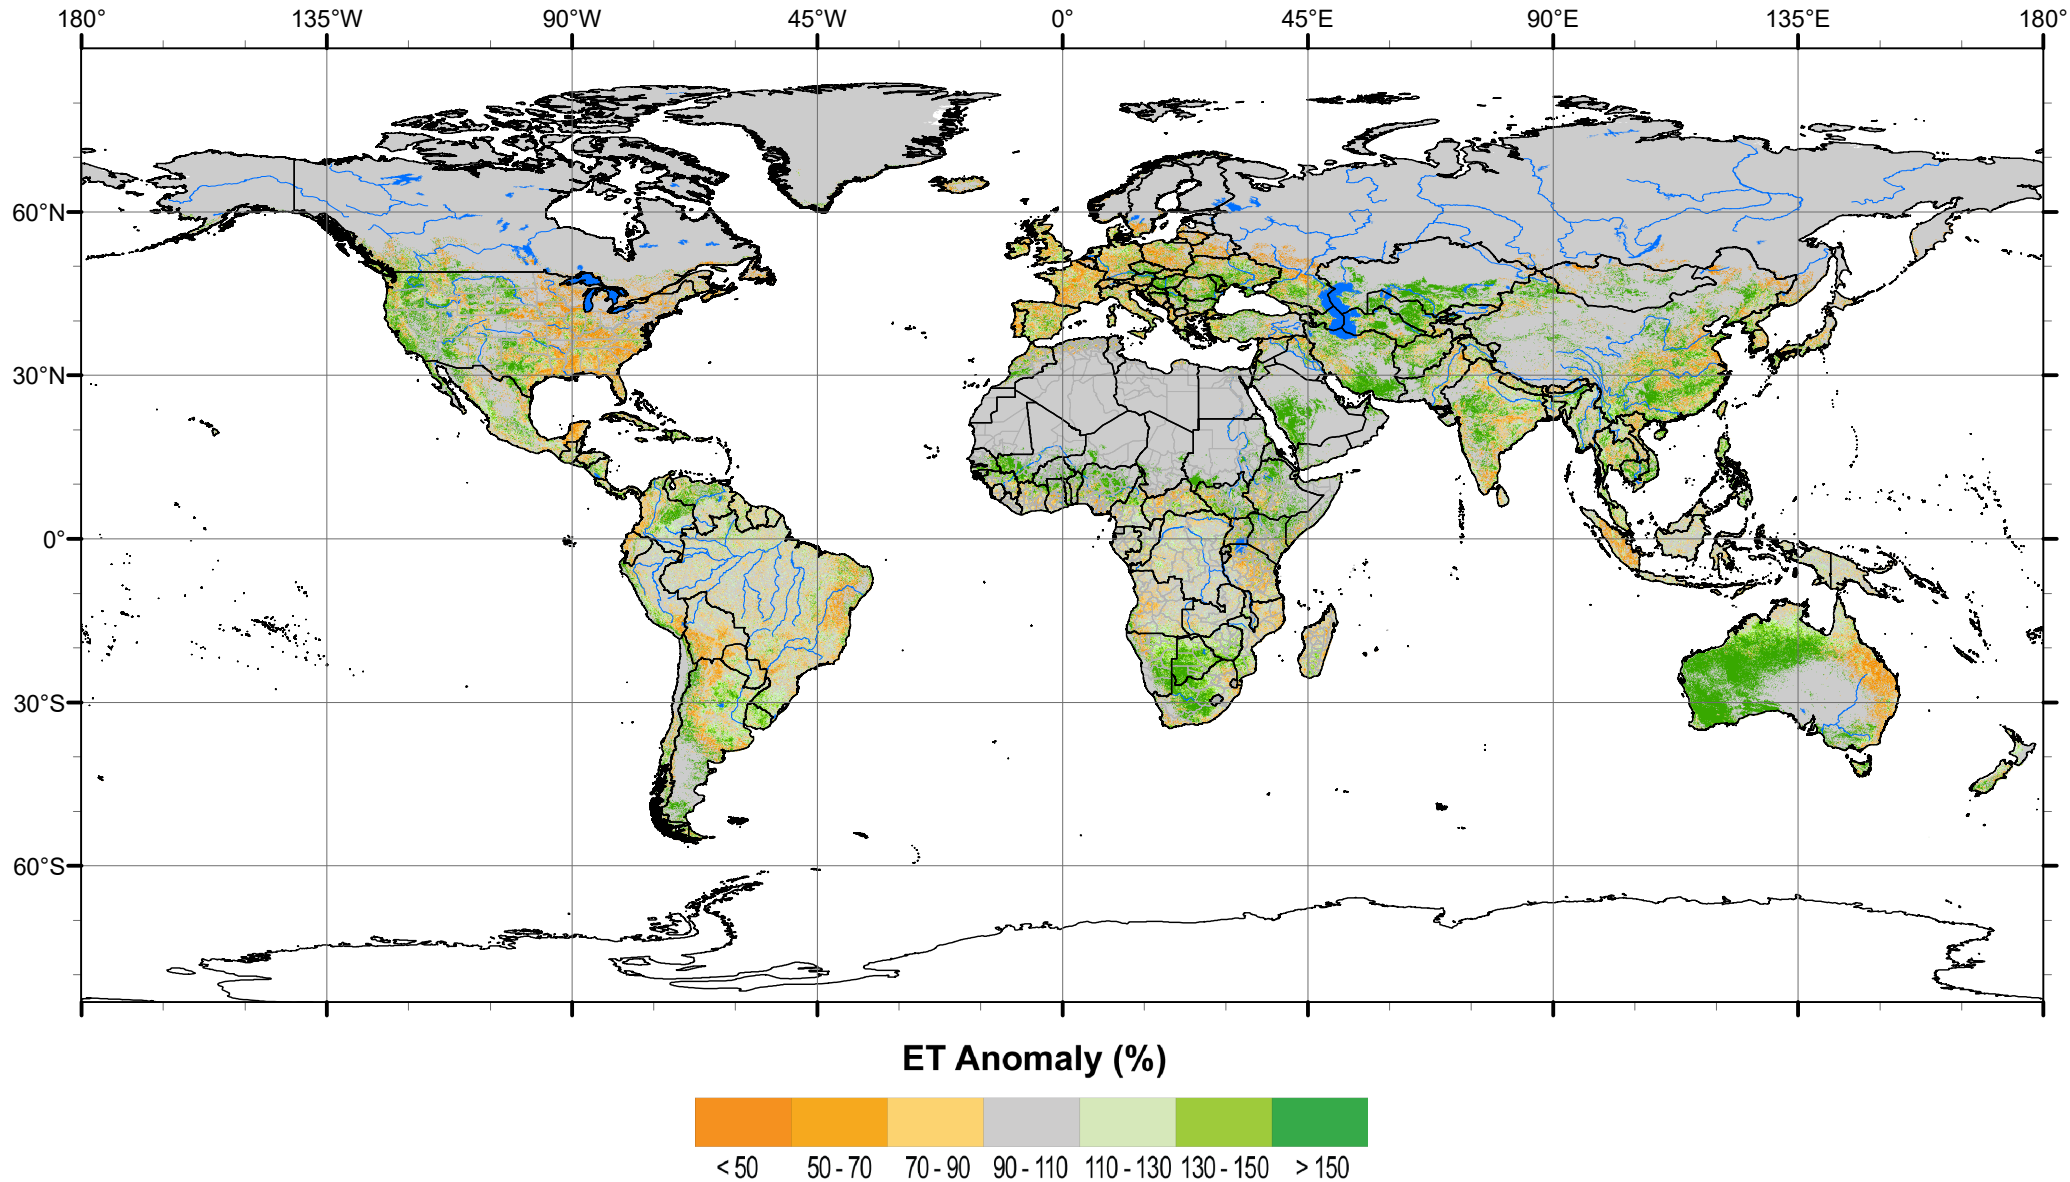 180° 135°W 90°W 45°W 0° 45°E 90°E 135°E 180°
60°N
30°N
0°
30°S
60°S
ET Anomaly (%)
< 50 50 - 70 70 - 90 90 - 110 110 - 130 130 - 150 > 150